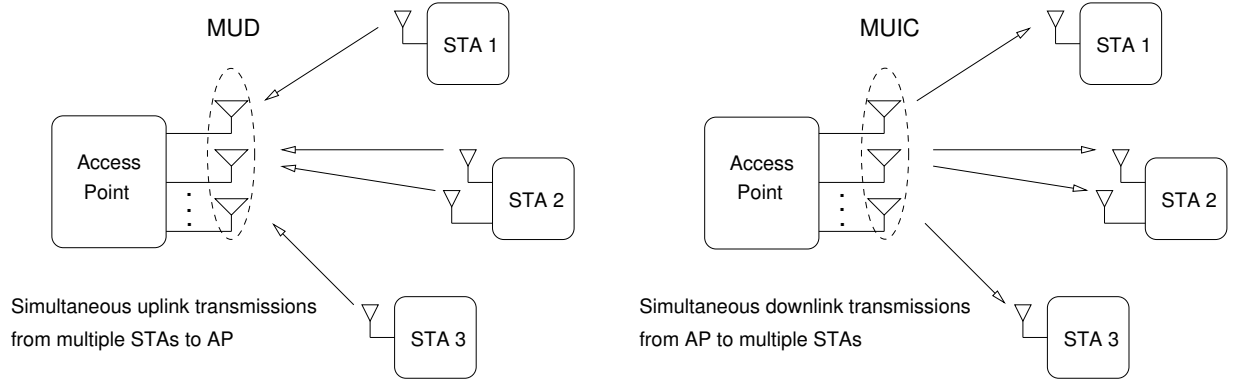 MUD
STA 1
Access
Point
STA 2
Simultaneous uplink transmissions
from multiple STAs to AP
STA 3
MUIC
STA 1
Access
Point
STA 2
Simultaneous downlink transmissions
from AP to multiple STAs
STA 3